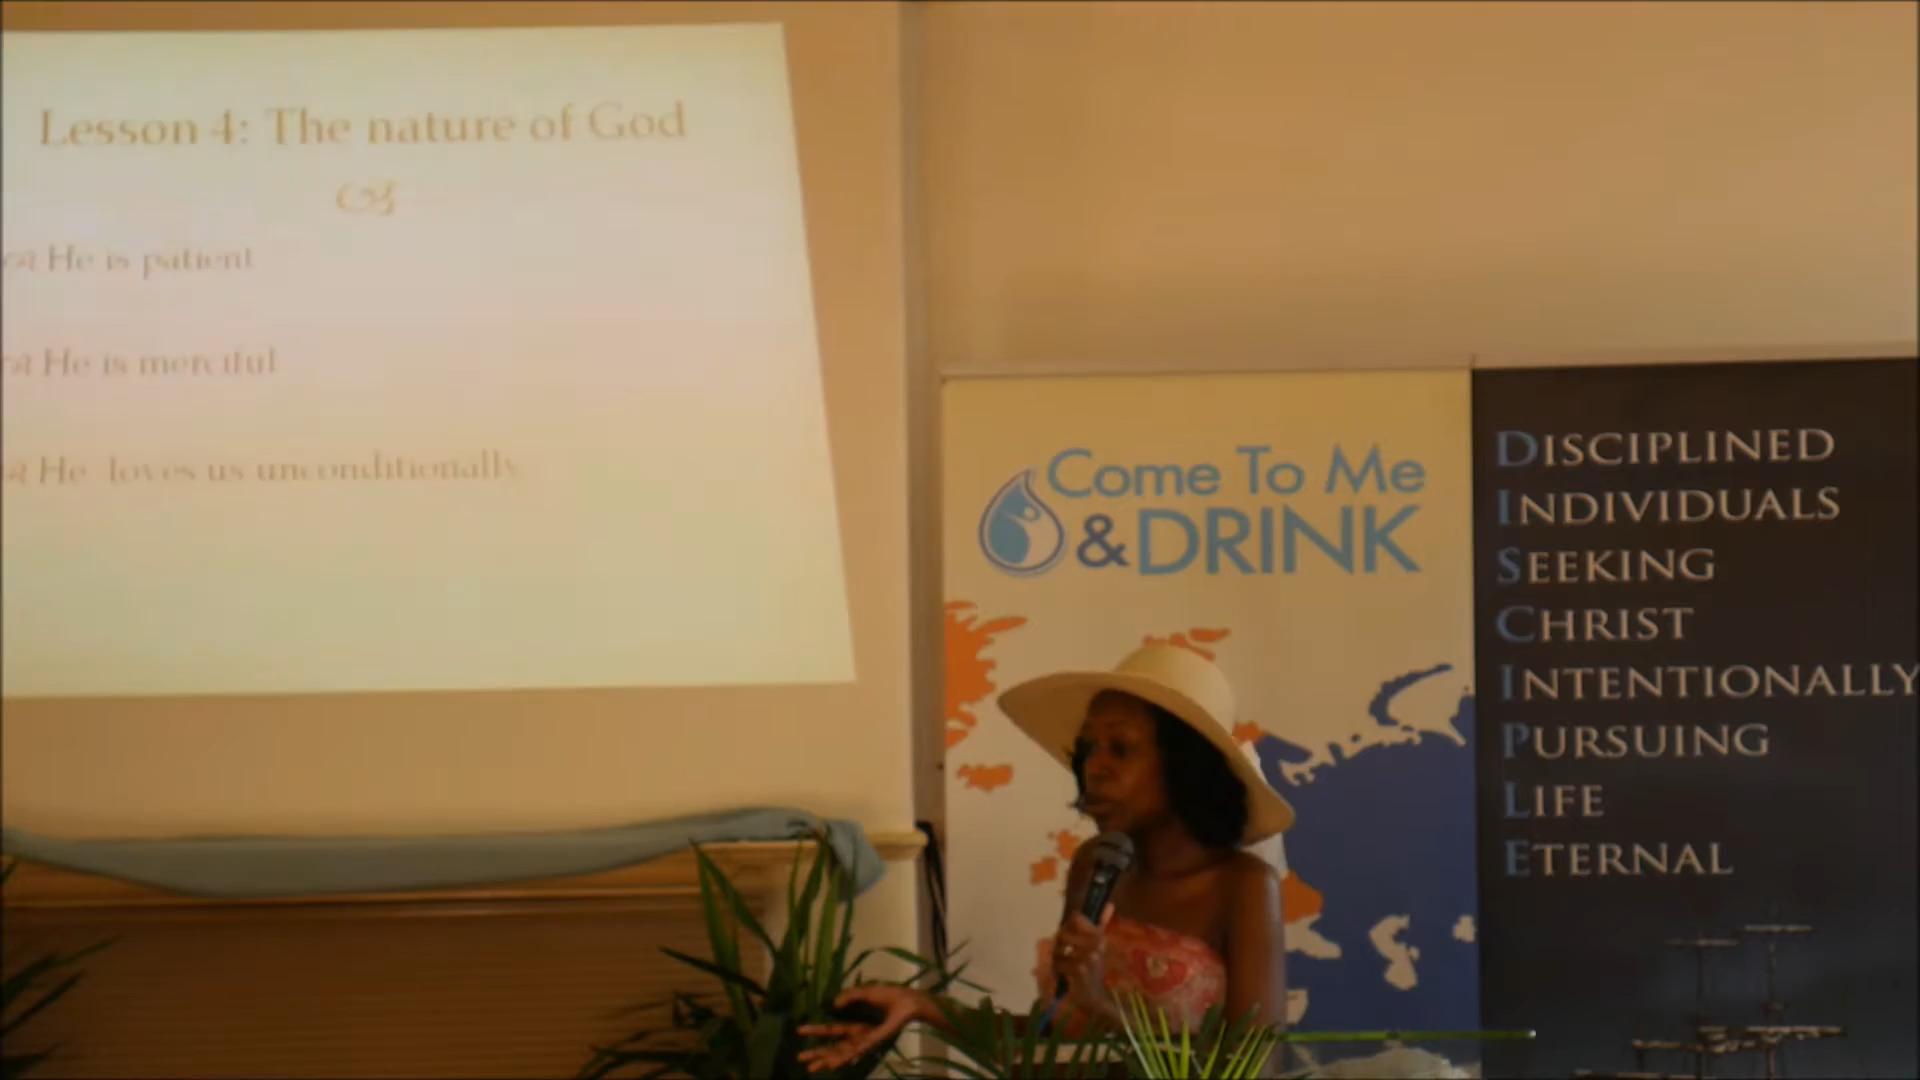 Lesson 4: The nature of God
He is patient
He is merciful
He loves us unconditionally
Come To Me
& DRINK
DISCIPLINED
INDIVIDUALS
SEEKING
CHRIST
INTENTIONALLY
PURSUING
LIFE
ETERNAL